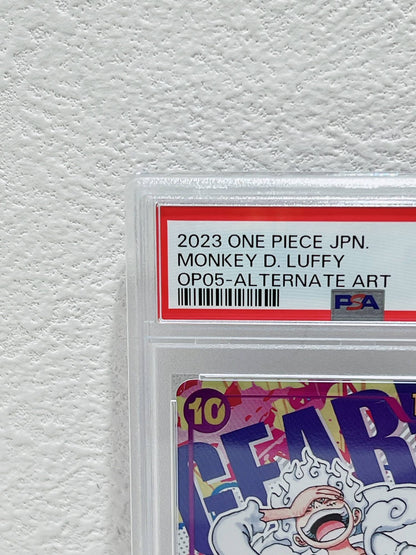 2023 ONE PIECE JPN.
MONKEY D. LUFFY
OP05-ALTERNATE ART
PSA
10